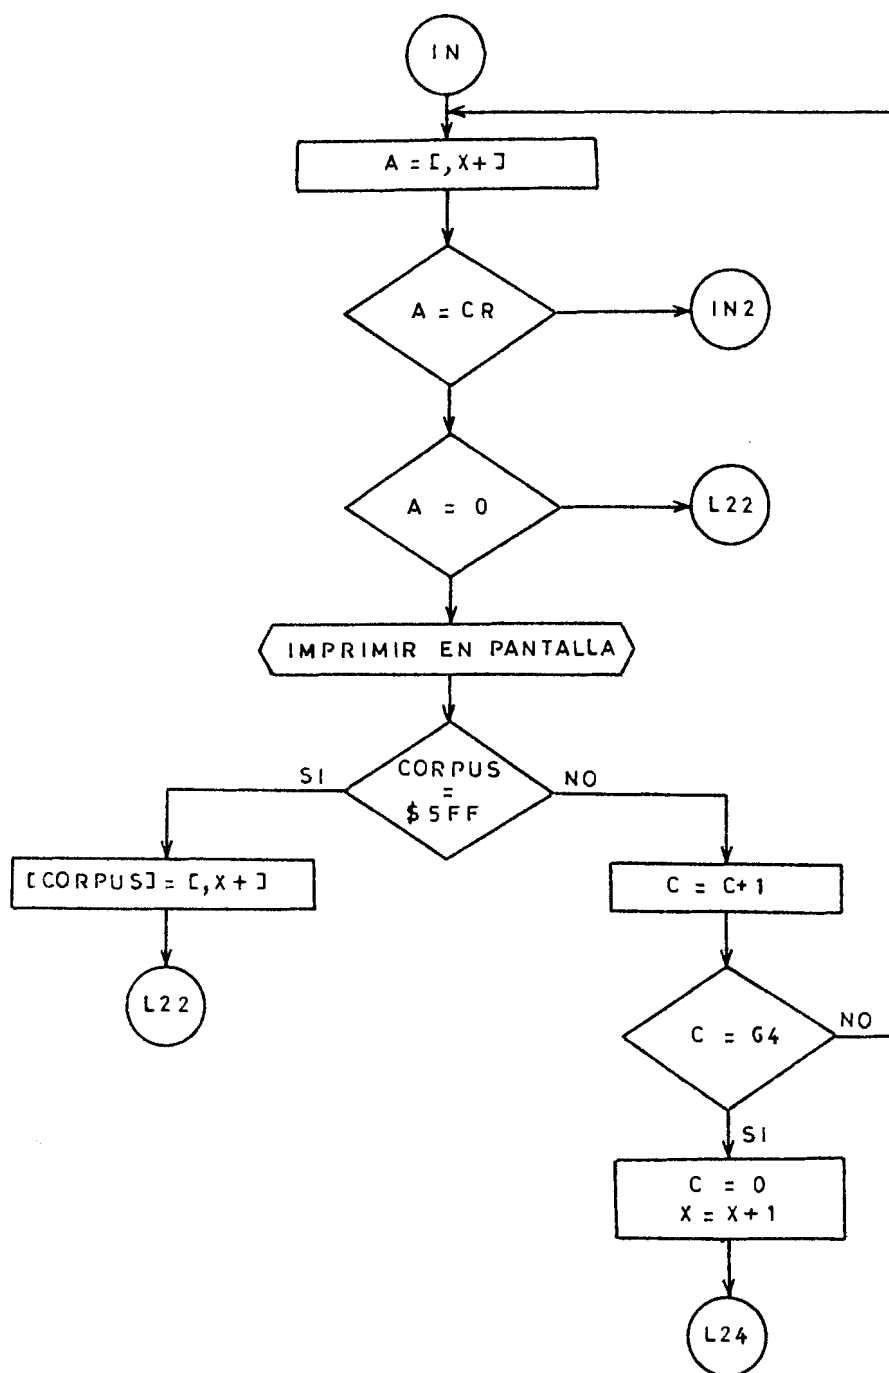 IN
A = [,X+]
A = CR
IN2
A = 0
L22
IMPRIMIR EN PANTALLA
SI
CORPUS
=
$5FF
NO
[CORPUS] = [,X+]
C = C+1
L22
C = G4
NO
SI
C = 0
X = X+1
L24